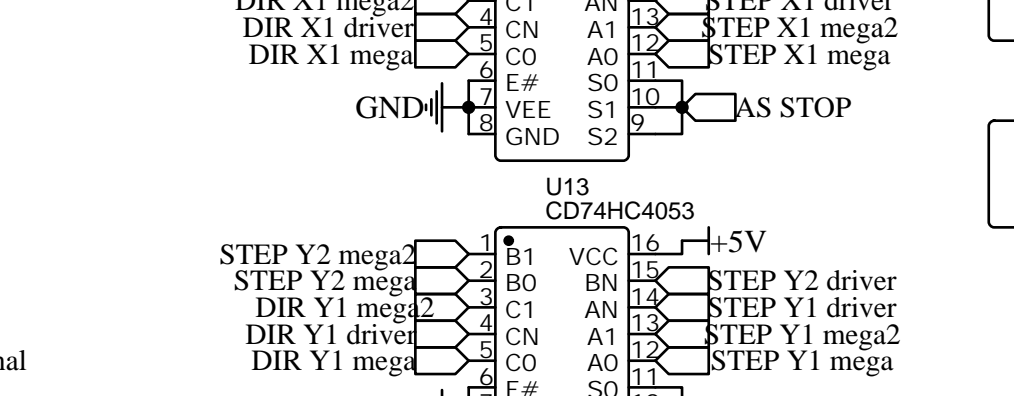 DIR X1 mega2 C1 AN STEP X1 driver
DIR X1 driver 4 CN A1 13 STEP X1 mega2
DIR X1 mega 5 C0 A0 12 STEP X1 mega
6 E# S0 11
GND 7 VEE S1 10 AS STOP
8 GND S2 9
U13
CD74HC4053
STEP Y2 mega2 1 B1 VCC 16 +5V
STEP Y2 mega 2 B0 BN 15 STEP Y2 driver
DIR Y1 mega2 3 C1 AN 14 STEP Y1 driver
DIR Y1 driver 4 CN A1 13 STEP Y1 mega2
DIR Y1 mega 5 C0 A0 12 STEP Y1 mega
nal
6 E# S0 11